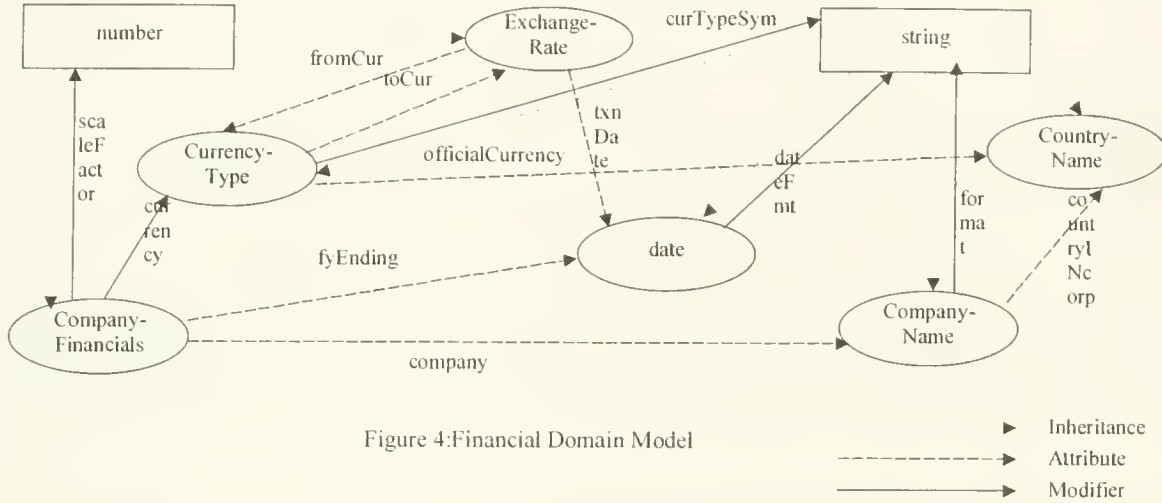 number
Exchange-
Rate
curTypeSym
string
fromCur
toCur
sca
leF
act
or
Currency-
Type
officialCurrency
txn
Da
te
dat
eF
mt
Country-
Name
cur
ren
cy
fyEnding
date
for
ma
t
co
unt
ryI
Nc
orp
Company-
Financials
Company-
Name
company
Figure 4:Financial Domain Model
Inheritance
Attribute
Modifier